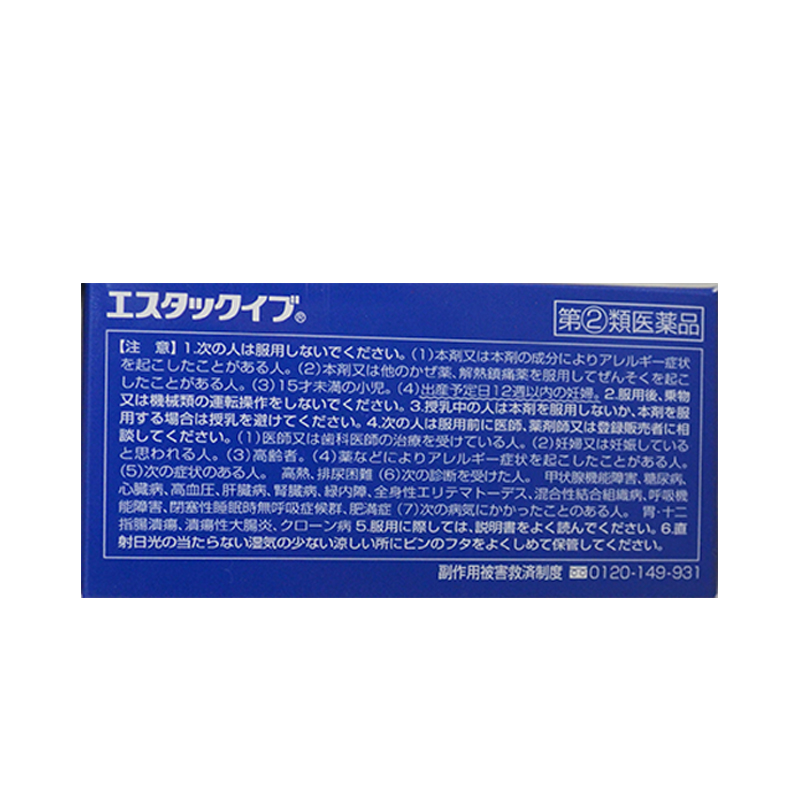 エスタックイブ®
第②類医薬品
【注　意】1.次の人は服用しないでください。(1)本剤又は本剤の成分によりアレルギー症状
を起こしたことがある人。(2)本剤又は他のかぜ薬、解熱鎮痛薬を服用してぜんそくを起こ
したことがある人。(3)15才未満の小児。(4)出産予定日12週以内の妊婦。2.服用後、乗物
又は機械類の運転操作をしないでください。3.授乳中の人は本剤を服用しないか、本剤を服
用する場合は授乳を避けてください。4.次の人は服用前に医師、薬剤師又は登録販売者に相
談してください。(1)医師又は歯科医師の治療を受けている人。(2)妊婦又は妊娠している
と思われる人。(3)高齢者。(4)薬などによりアレルギー症状を起こしたことがある人。
(5)次の症状のある人。　高熱、排尿困難 (6)次の診断を受けた人。　甲状腺機能障害、糖尿病、
心臓病、高血圧、肝臓病、腎臓病、緑内障、全身性エリテマトーデス、混合性結合組織病、呼吸機
能障害、閉塞性睡眠時無呼吸症候群、肥満症 (7)次の病気にかかったことのある人。　胃・十二
指腸潰瘍、潰瘍性大腸炎、クローン病 5.服用に際しては、説明書をよく読んでください。6.直
射日光の当たらない湿気の少ない涼しい所にビンのフタをよくしめて保管してください。
副作用被害救済制度 0120-149-931